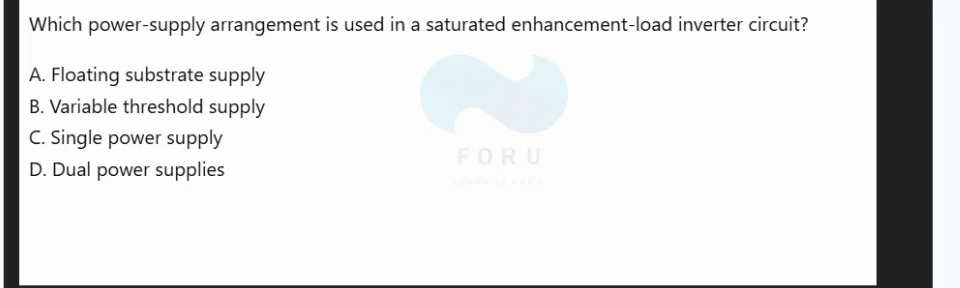 Which power-supply arrangement is used in a saturated enhancement-load inverter circuit?
A. Floating substrate supply
B. Variable threshold supply
C. Single power supply
D. Dual power supplies
FORU